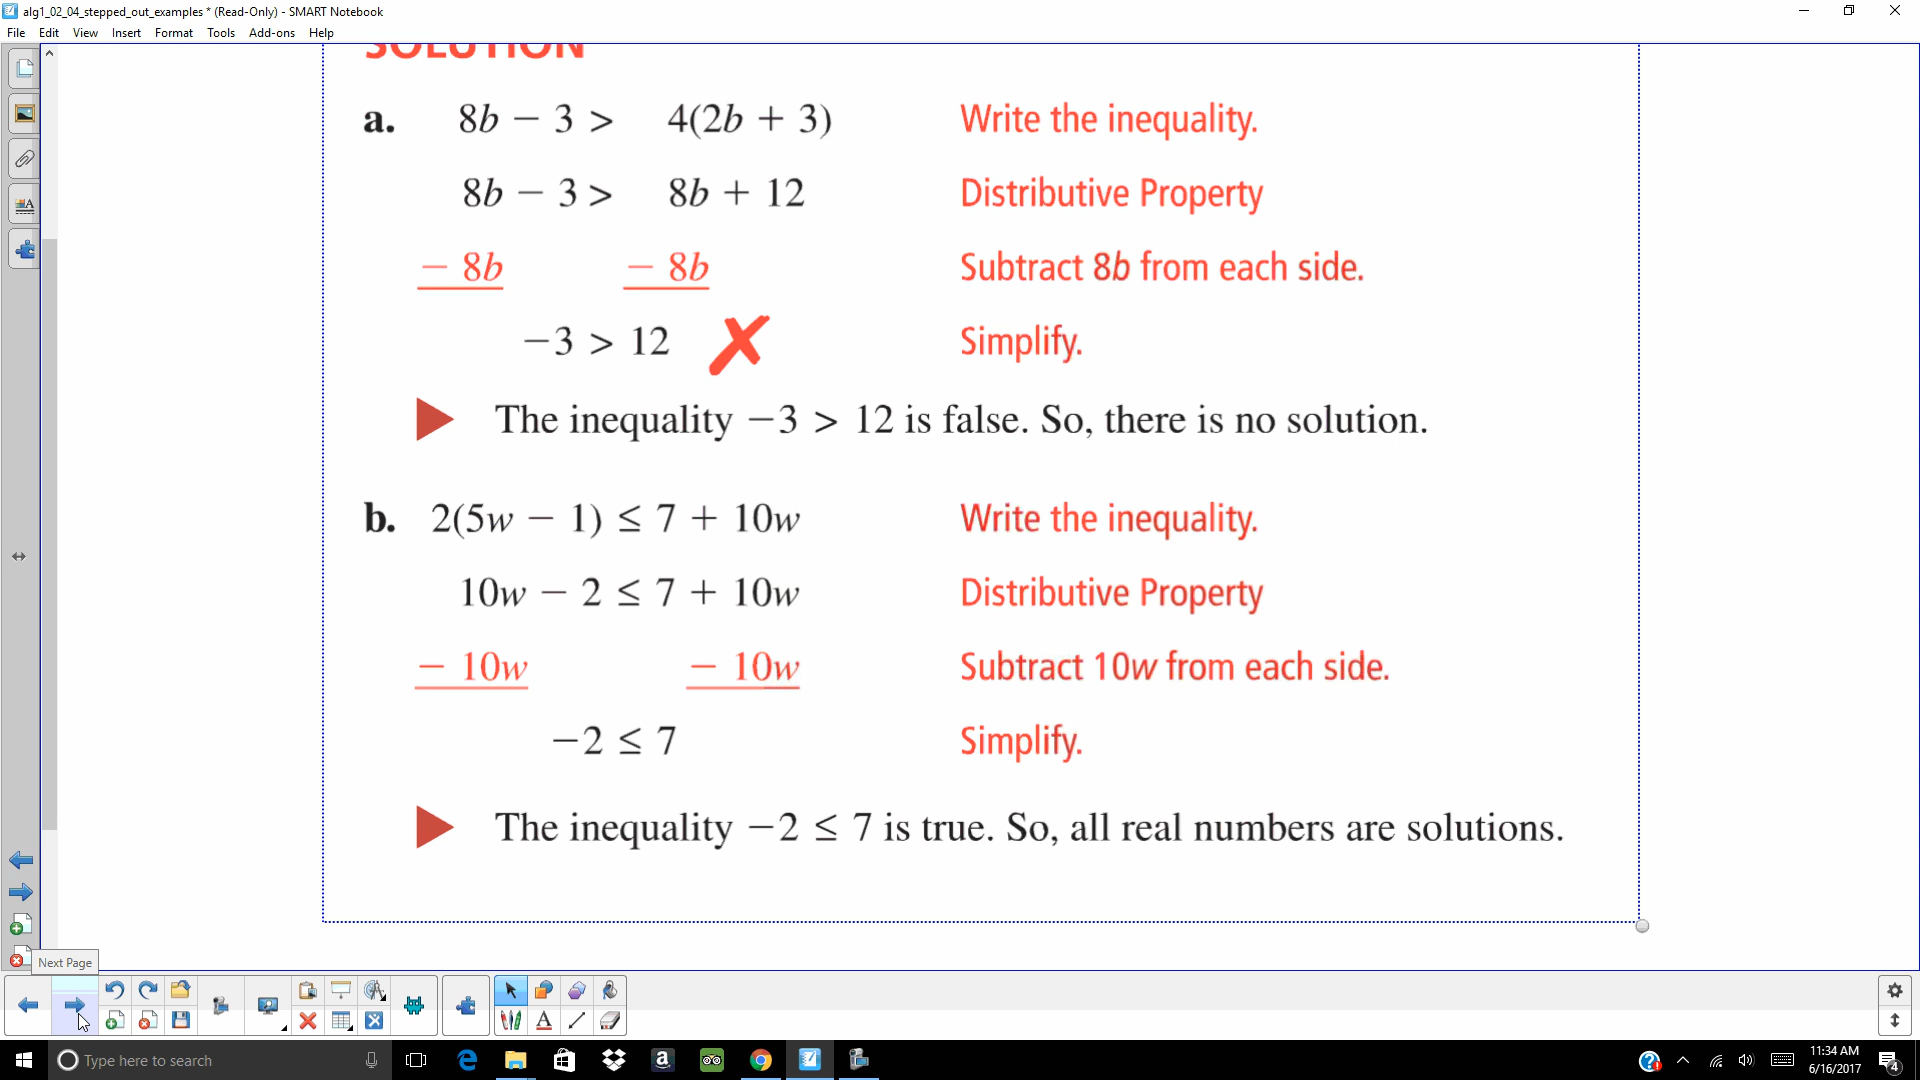 alg1_02_04_stepped_out_examples * (Read-Only) - SMART Notebook
File Edit View Insert Format Tools Add-ons Help
SOLUTION
a. 8b − 3 > 4(2b + 3) Write the inequality.
8b − 3 > 8b + 12 Distributive Property
− 8b − 8b Subtract 8b from each side.
−3 > 12 ✗ Simplify.
The inequality −3 > 12 is false. So, there is no solution.
b. 2(5w − 1) ≤ 7 + 10w Write the inequality.
10w − 2 ≤ 7 + 10w Distributive Property
− 10w − 10w Subtract 10w from each side.
−2 ≤ 7 Simplify.
The inequality −2 ≤ 7 is true. So, all real numbers are solutions.
Next Page
Type here to search
11:34 AM
6/16/2017
4